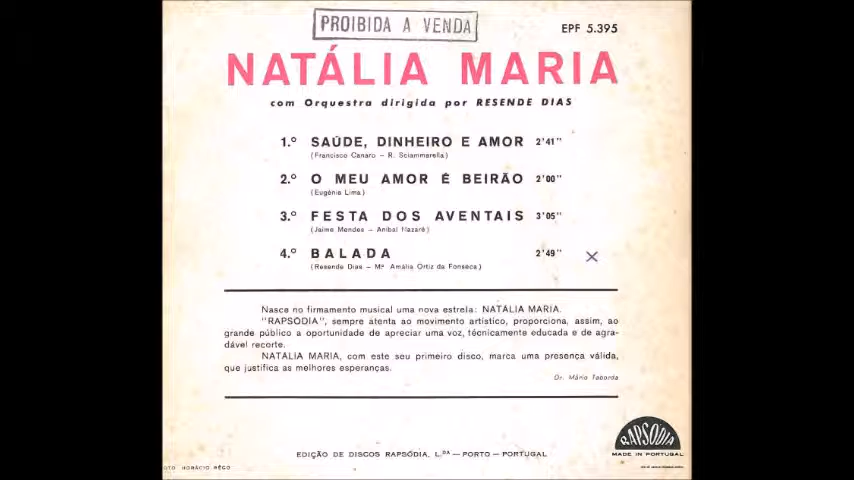 PROIBIDA A VENDA
EPF 5.395
NATÁLIA MARIA
com Orquestra dirigida por RESENDE DIAS
1.º SAÚDE, DINHEIRO E AMOR 2'41"
(Francisco Canaro - R. Sciammarella)
2.º O MEU AMOR É BEIRÃO 2'00"
(Eugénia Lima)
3.º FESTA DOS AVENTAIS 3'05"
(Jaime Mendes - Aníbal Nazaré)
4.º BALADA 2'49" ×
(Resende Dias - Mª Amália Ortiz da Fonseca)
Nasce no firmamento musical uma nova estrela: NATÁLIA MARIA.
"RAPSÓDIA", sempre atenta ao movimento artístico, proporciona, assim, ao
grande público a oportunidade de apreciar uma voz, técnicamente educada e de agra-
dável recorte.
NATÁLIA MARIA, com este seu primeiro disco, marca uma presença válida,
que justifica as melhores esperanças.
Dr. Mário Taborda
RAPSÓDIA
MADE IN PORTUGAL
EDIÇÃO DE DISCOS RAPSÓDIA, L.DA — PORTO — PORTUGAL
HORÁCIO RÊGO